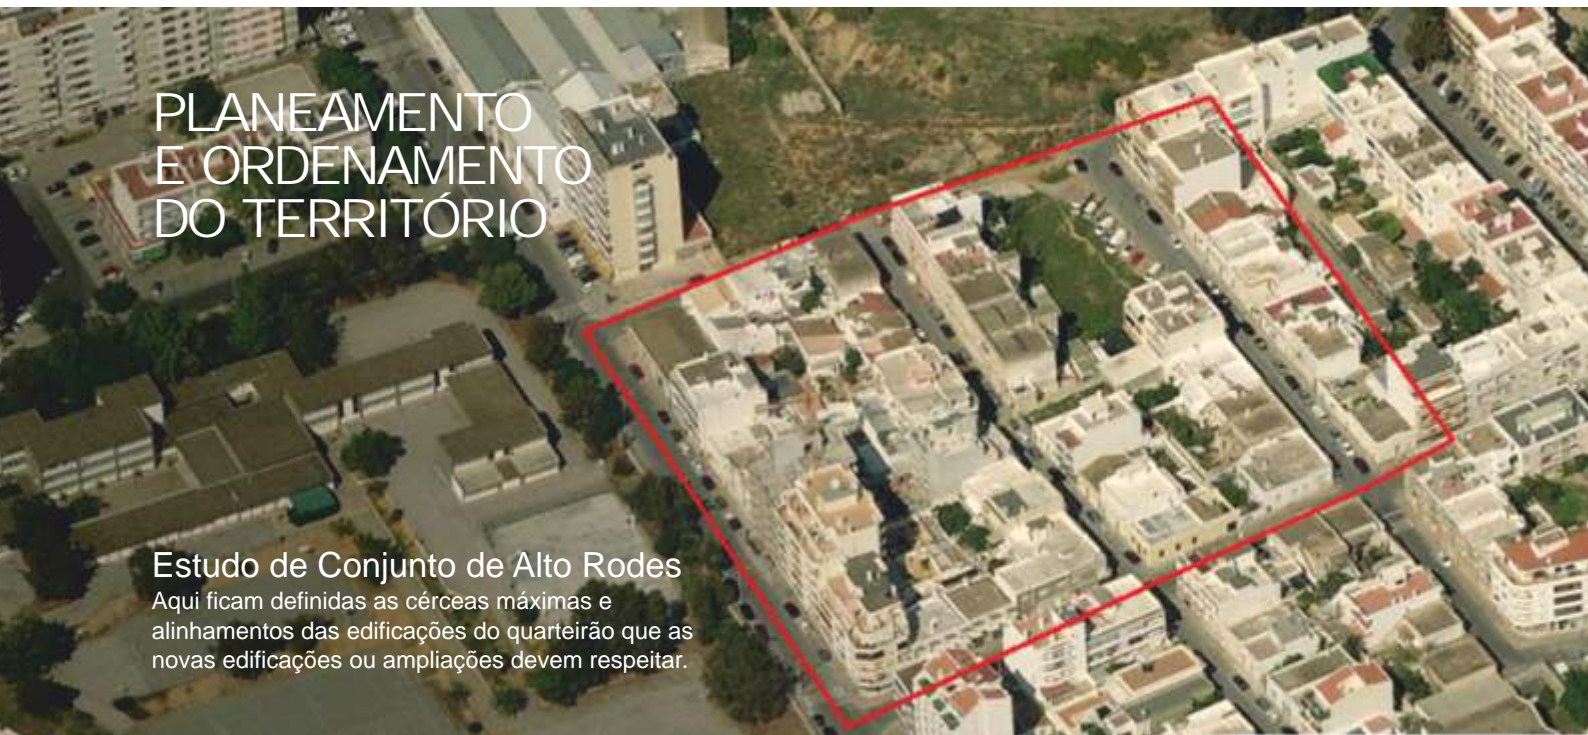 PLANEAMENTO
E ORDENAMENTO
DO TERRITÓRIO
Estudo de Conjunto de Alto Rodes
Aqui ficam definidas as cérceas máximas e
alinhamentos das edificações do quarteirão que as
novas edificações ou ampliações devem respeitar.